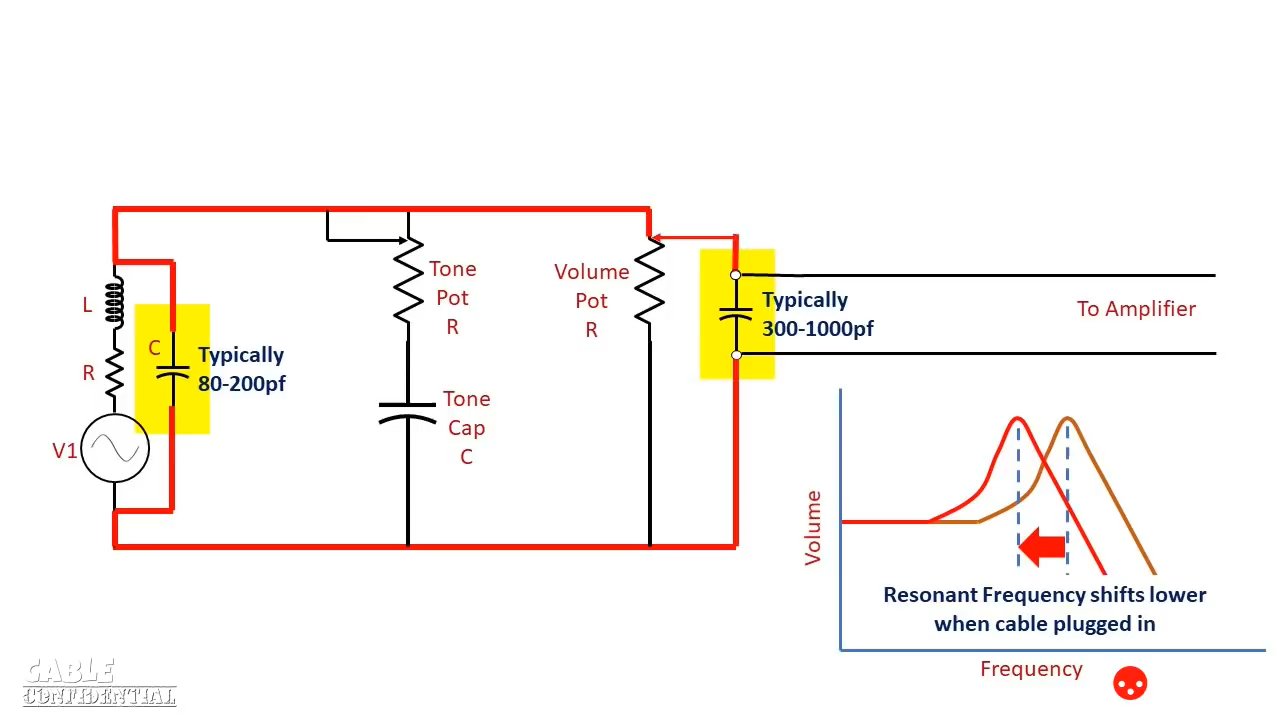 L
R
V1
C
Typically
80-200pf
Tone
Pot
R
Tone
Cap
C
Volume
Pot
R
Typically
300-1000pf
To Amplifier
Volume
Resonant Frequency shifts lower
when cable plugged in
Frequency
CABLE
CONFIDENTIAL